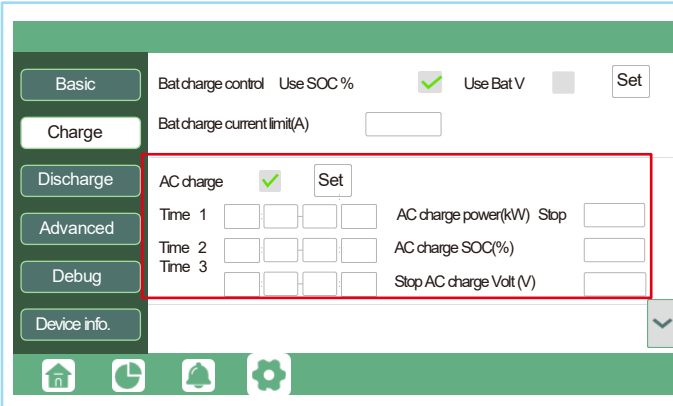 Basic
Charge
Discharge
Advanced
Debug
Device info.
Bat charge control Use SOC % Use Bat V Set
Bat charge current limit(A)
AC charge Set
Time 1 : - : AC charge power(kW) Stop
Time 2 : - : AC charge SOC(%)
Time 3 : - : Stop AC charge Volt (V)